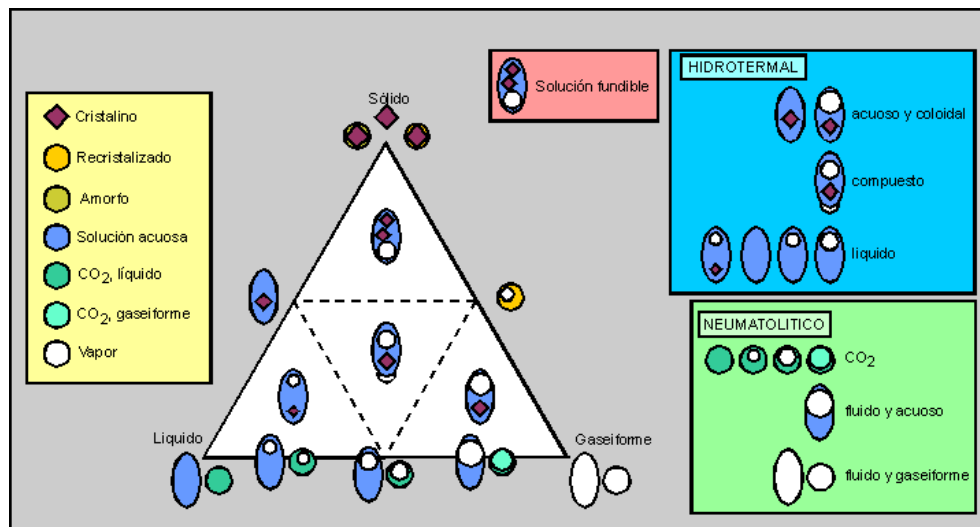 Cristalino
Recristalizado
Amorfo
Solución acuosa
CO2, líquido
CO2, gaseiforme
Vapor
Sólido
Liquido
Gaseiforme
Solución fundible
HIDROTERMAL
acuoso y coloidal
compuesto
liquido
NEUMATOLITICO
CO2
fluido y acuoso
fluido y gaseiforme